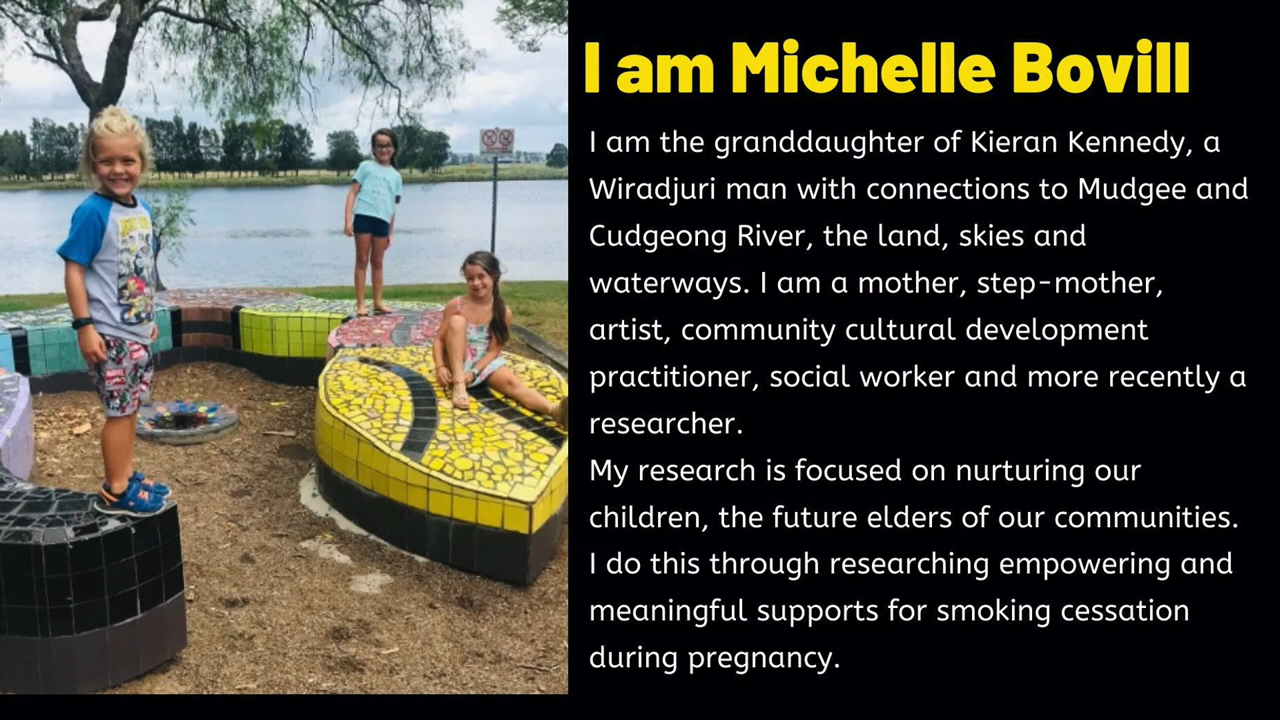 I am Michelle Bovill
I am the granddaughter of Kieran Kennedy, a
Wiradjuri man with connections to Mudgee and
Cudgeong River, the land, skies and
waterways. I am a mother, step-mother,
artist, community cultural development
practitioner, social worker and more recently a
researcher.
My research is focused on nurturing our
children, the future elders of our communities.
I do this through researching empowering and
meaningful supports for smoking cessation
during pregnancy.